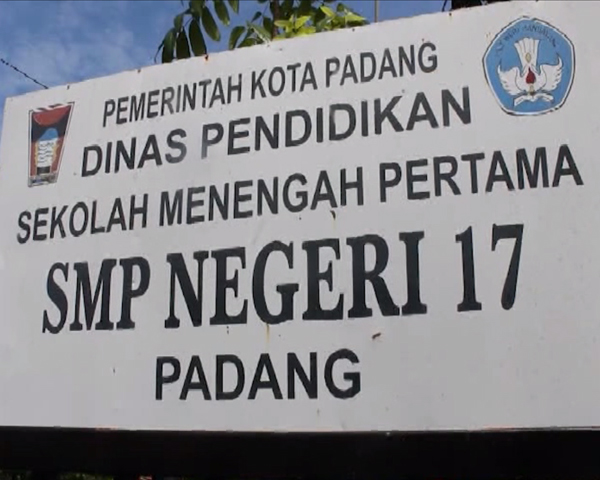 PEMERINTAH KOTA PADANG
DINAS PENDIDIKAN
SEKOLAH MENENGAH PERTAMA
SMP NEGERI 17
PADANG